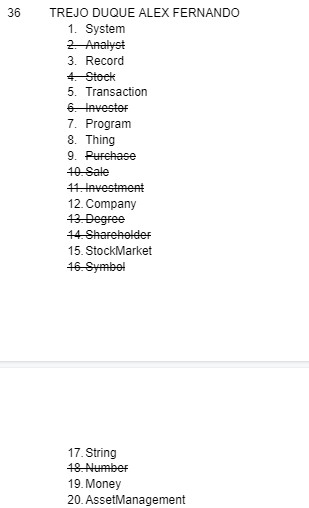 36 TREJO DUQUE ALEX FERNANDO
1. System
2. Analyst
3. Record
4. Stock
5. Transaction
6. Investor
7. Program
8. Thing
9. Purchase
10. Sale
11. Investment
12. Company
13. Degree
14. Shareholder
15. StockMarket
16. Symbol
17. String
18. Number
19. Money
20. AssetManagement